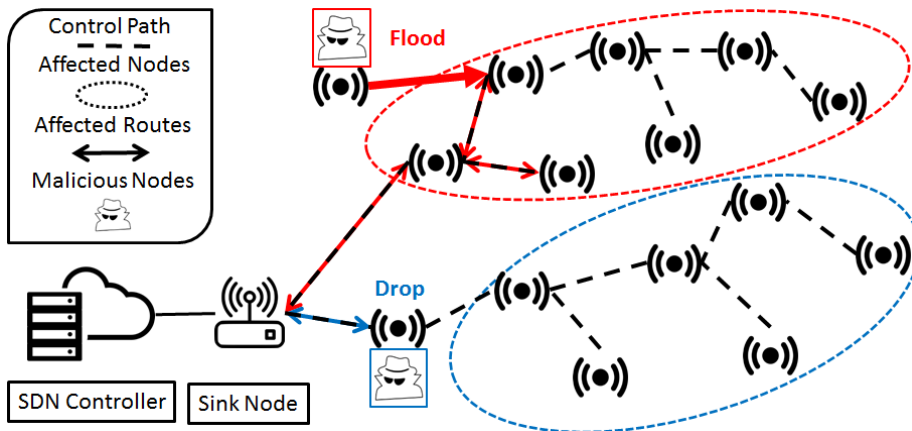 Control Path
Affected Nodes
Affected Routes
Malicious Nodes
Flood
Drop
SDN Controller
Sink Node